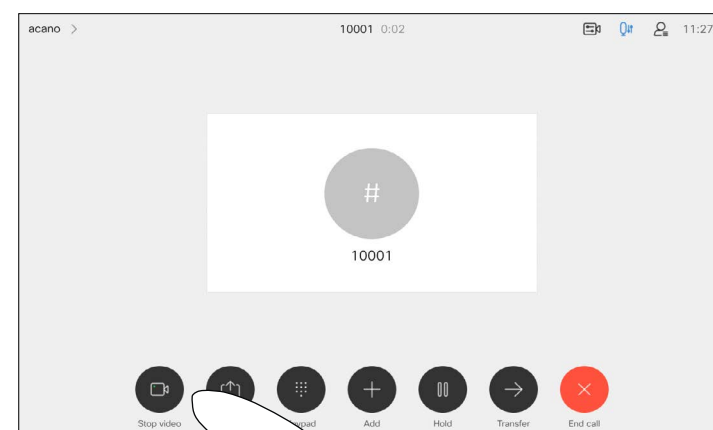 acano >
10001 0:02
11:27
#
10001
Stop video
Add
Hold
Transfer
End call